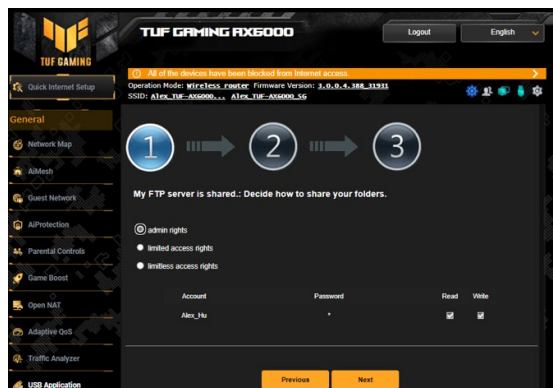 TUF GAMING
TUF GAMING AX6000
Logout
English
All of the devices have been blocked from Internet access.
Quick Internet Setup
Operation Mode: Wireless router Firmware Version: 3.0.0.4.388_31931
SSID: Alex_TUF-AX6000... Alex_TUF-AX6000_5G
General
Network Map
AiMesh
Guest Network
AiProtection
Parental Controls
Game Boost
Open NAT
Adaptive QoS
Traffic Analyzer
USB Application
1
2
3
My FTP server is shared.: Decide how to share your folders.
admin rights
limited access rights
limitless access rights
Account Password Read Write
Alex_Hu *
Previous Next